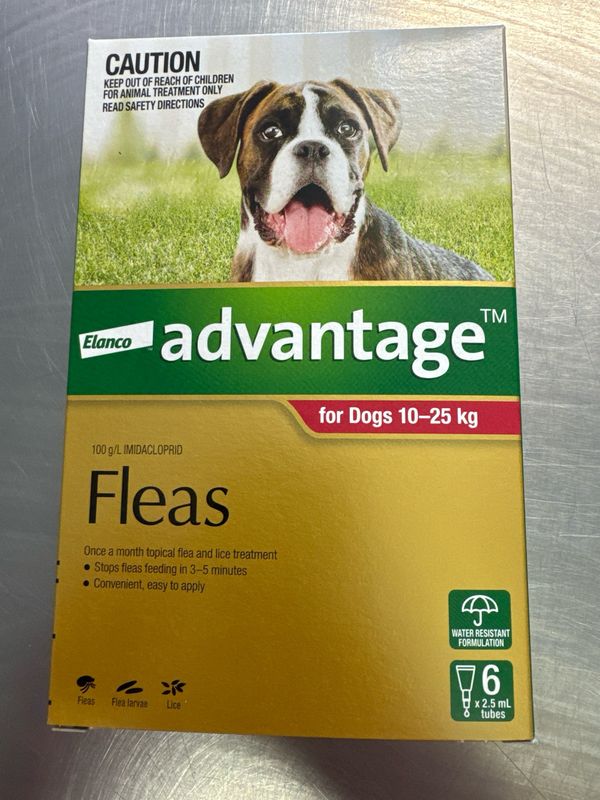 CAUTION
KEEP OUT OF REACH OF CHILDREN
FOR ANIMAL TREATMENT ONLY
READ SAFETY DIRECTIONS
Elanco
advantage™
for Dogs 10–25 kg
100 g/L IMIDACLOPRID
Fleas
Once a month topical flea and lice treatment
• Stops fleas feeding in 3–5 minutes
• Convenient, easy to apply
WATER RESISTANT
FORMULATION
Fleas
Flea larvae
Lice
6
x 2.5 mL
tubes